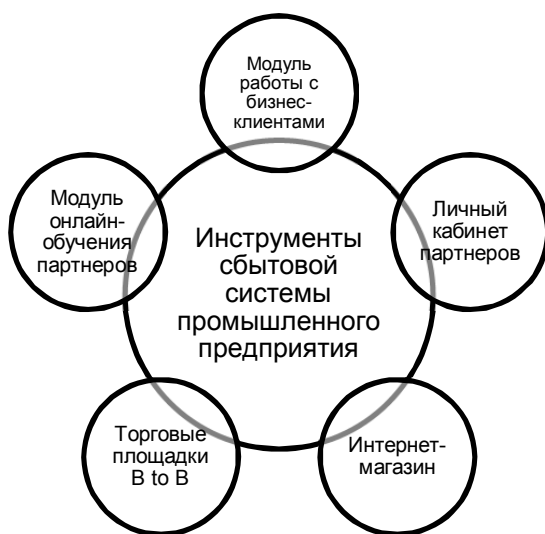 Модуль
работы с
бизнес-
клиентами
Модуль
онлайн-
обучения
партнеров
Личный
кабинет
партнеров
Инструменты
сбытовой
системы
промышленного
предприятия
Торговые
площадки
B to B
Интернет-
магазин